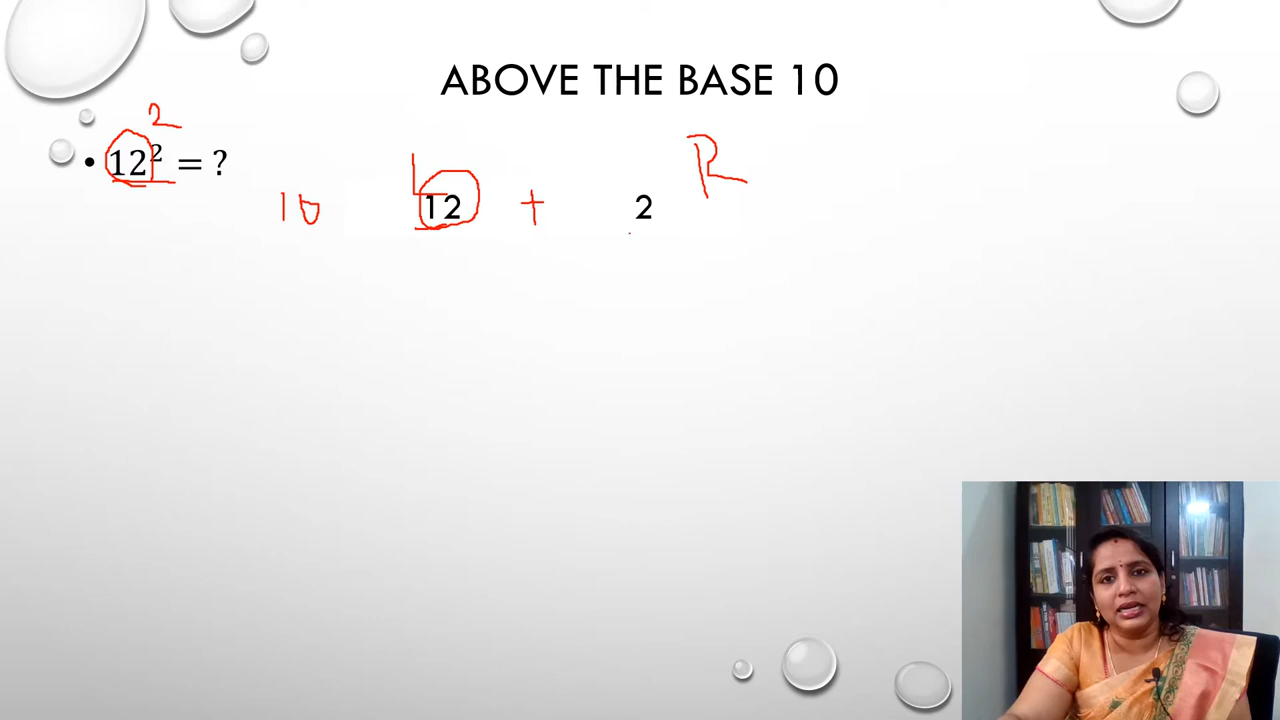 ABOVE THE BASE 10
2
• 12² = ?
L R
10 12 + 2